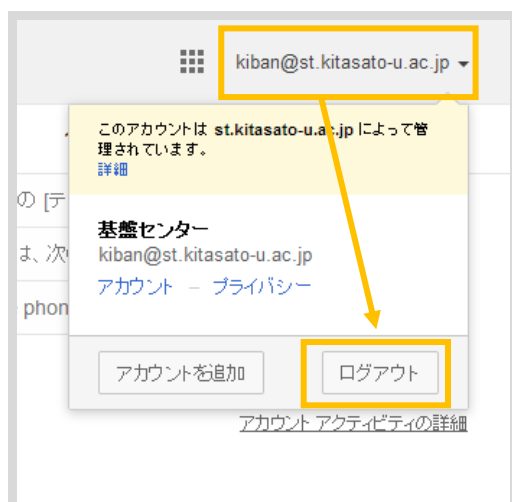 kiban@st.kitasato-u.ac.jp
このアカウントは st.kitasato-u.ac.jp によって管
理されています。
詳細
の [テ
基盤センター
は、次
kiban@st.kitasato-u.ac.jp
アカウント – プライバシー
phon
アカウントを追加
ログアウト
アカウント アクティビティの詳細